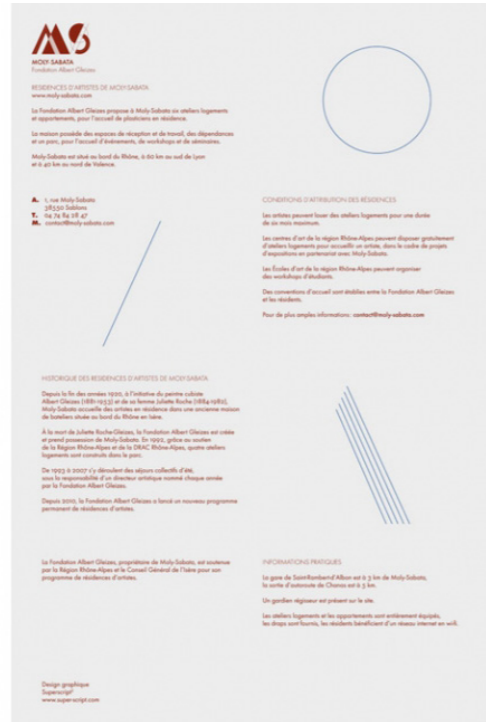 MS
MOLY-SABATA
Fondation Albert Gleizes
RÉSIDENCES D'ARTISTES DE MOLY-SABATA
www.moly-sabata.com
La Fondation Albert Gleizes propose à Moly-Sabata six ateliers logements
et appartements, pour l'accueil de plasticiens en résidence.
La maison possède des espaces de réception et de travail, des dépendances
et un parc, pour l'accueil d'événements, de workshops et de séminaires.
Moly-Sabata est situé au bord du Rhône, à 60 km au sud de Lyon
et à 40 km au nord de Valence.
A. 1, rue Moly-Sabata
38550 Sablons
T. 04 74 84 28 47
M. contact@moly-sabata.com
CONDITIONS D'ATTRIBUTION DES RÉSIDENCES
Les artistes peuvent louer des ateliers logements pour une durée
de six mois maximum.
Les centres d'art de la région Rhône-Alpes peuvent disposer gratuitement
d'ateliers logements pour accueillir un artiste, dans le cadre de projets
d'expositions en partenariat avec Moly-Sabata.
Les Écoles d'art de la région Rhône-Alpes peuvent organiser
des workshops d'étudiants.
Des conventions d'accueil sont établies entre la Fondation Albert Gleizes
et les résidents.
Pour de plus amples informations: contact@moly-sabata.com
HISTORIQUE DES RÉSIDENCES D'ARTISTES DE MOLY-SABATA
Depuis la fin des années 1920, à l'initiative du peintre cubiste
Albert Gleizes (1881-1953) et de sa femme Juliette Roche (1884-1982),
Moly-Sabata accueille des artistes en résidence dans une ancienne maison
de bateliers située au bord du Rhône en Isère.
À la mort de Juliette Roche-Gleizes, la Fondation Albert Gleizes est créée
et prend possession de Moly-Sabata. En 1992, grâce au soutien
de la Région Rhône-Alpes et de la DRAC Rhône-Alpes, quatre ateliers
logements sont construits dans le parc.
De 1993 à 2007 s'y déroulent des séjours collectifs d'été,
sous la responsabilité d'un directeur artistique nommé chaque année
par la Fondation Albert Gleizes.
Depuis 2010, la Fondation Albert Gleizes a lancé un nouveau programme
permanent de résidences d'artistes.
La Fondation Albert Gleizes, propriétaire de Moly-Sabata, est soutenue
par la Région Rhône-Alpes et le Conseil Général de l'Isère pour son
programme de résidences d'artistes.
INFORMATIONS PRATIQUES
La gare de Saint-Rambert-d'Albon est à 3 km de Moly-Sabata,
la sortie d'autoroute de Chanas est à 5 km.
Un gardien régisseur est présent sur le site.
Les ateliers logements et les appartements sont entièrement équipés,
les draps sont fournis, les résidents bénéficient d'un réseau internet en wifi.
Design graphique
Superscript²
www.super-script.com